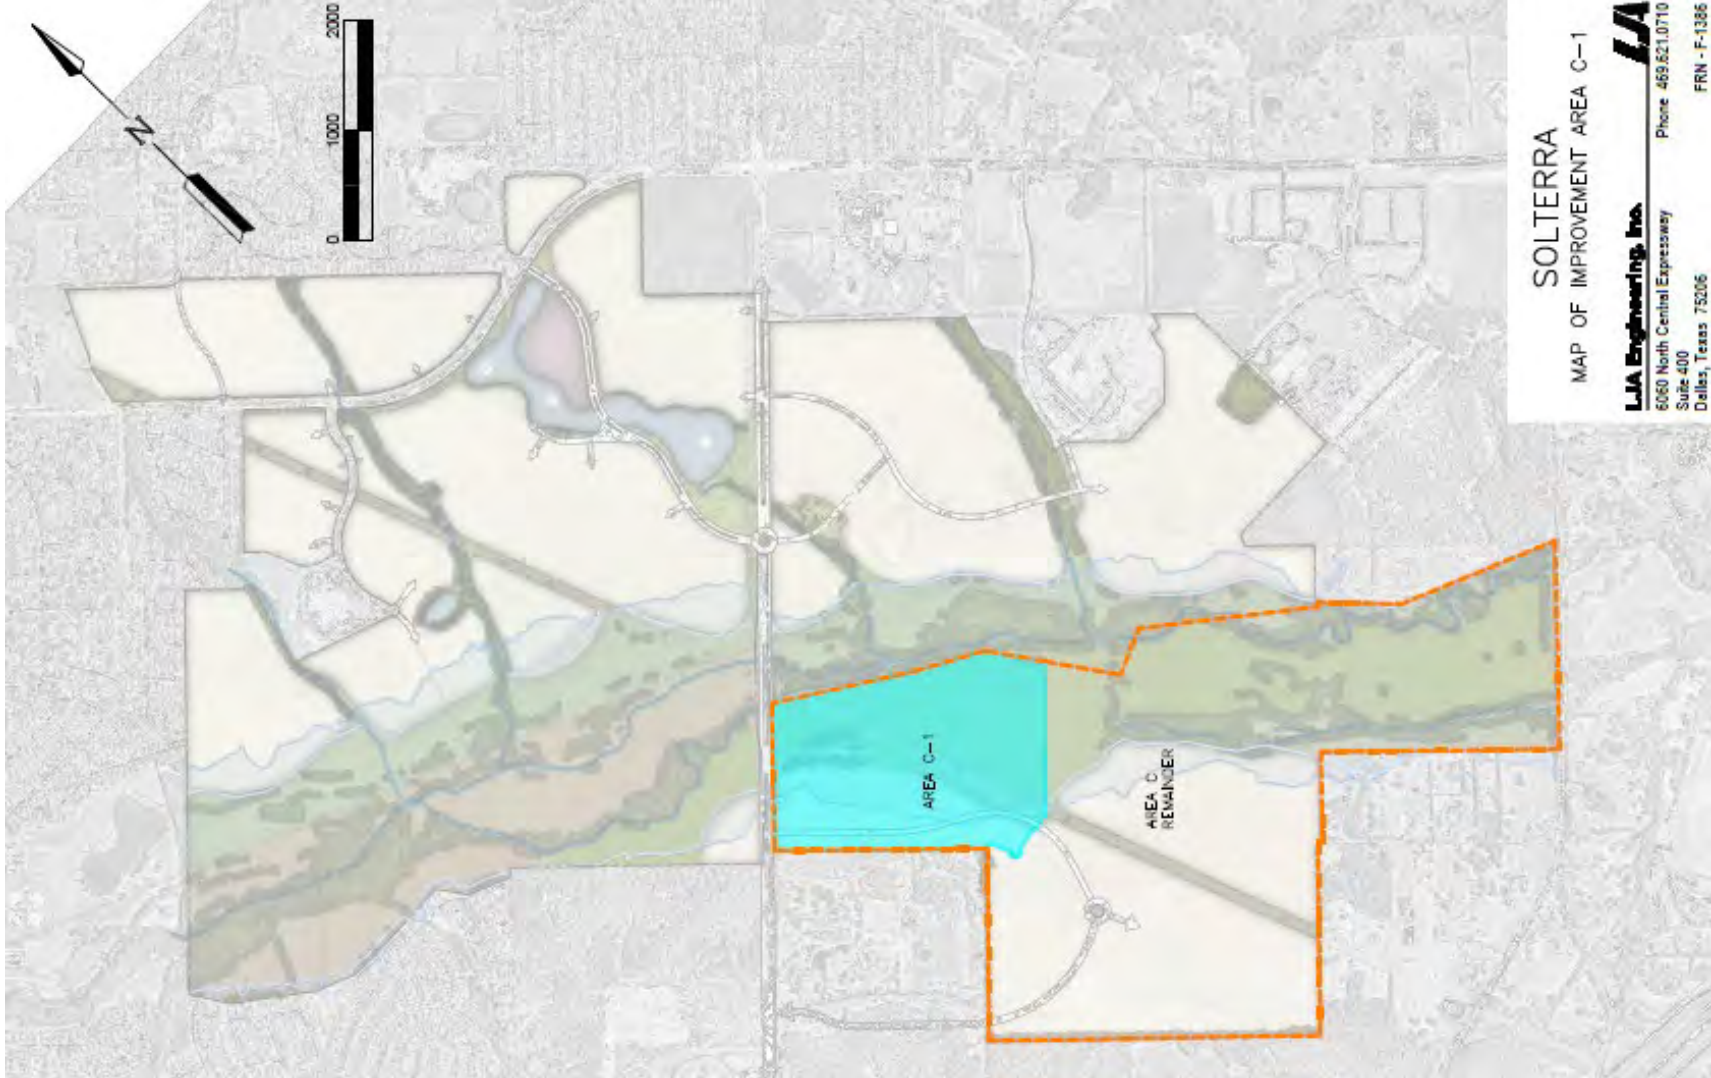 N
0
1000
2000
SOLTERRA
MAP OF IMPROVEMENT AREA C-1
LJA Engineering, Inc.
6060 North Central Expressway
Suite 400
Dallas, Texas 75206
LJA
Phone 469.621.0710
FRN - F-1386
AREA C-1
AREA C
REMAINDER